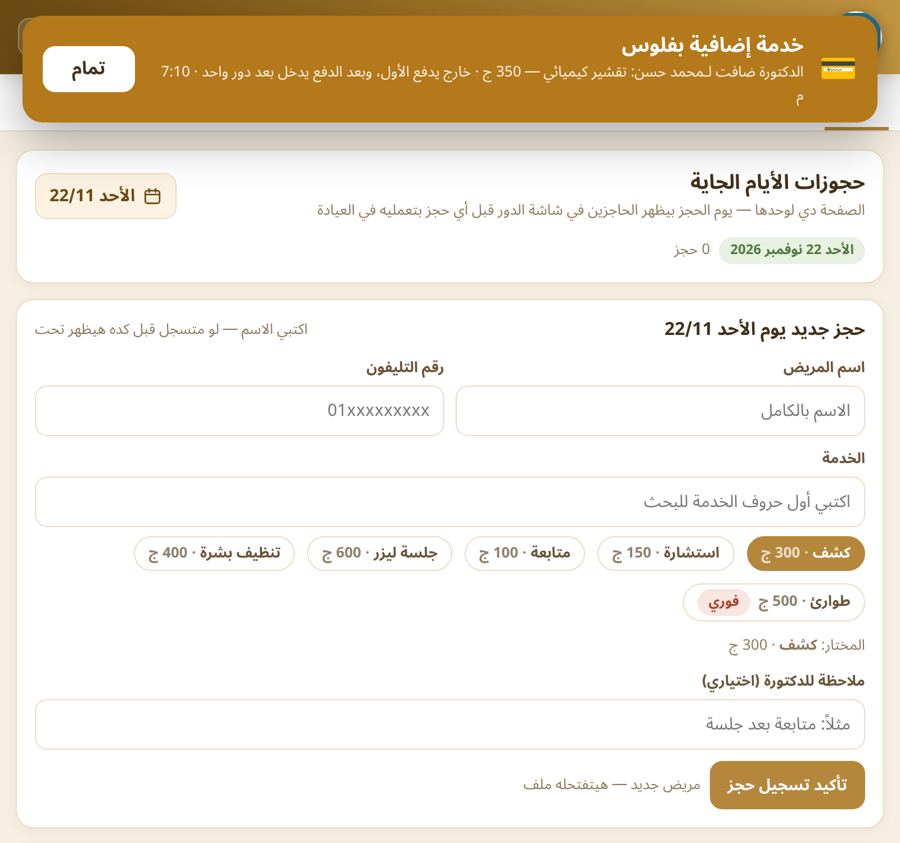 خدمة إضافية بفلوس
الدكتورة ضافت لـمحمد حسن: تقشير كيميائي — 350 ج · خارج يدفع الأول، وبعد الدفع يدخل بعد دور واحد · 7:10
م
تمام
حجوزات الأيام الجاية
الأحد 22/11
الصفحة دي لوحدها — يوم الحجز بيظهر الحاجزين في شاشة الدور قبل أي حجز بتعمليه في العيادة
الأحد 22 نوفمبر 2026 0 حجز
حجز جديد يوم الأحد 22/11
اكتبي الاسم — لو متسجل قبل كده هيظهر تحت
اسم المريض
رقم التليفون
الاسم بالكامل
01xxxxxxxxx
الخدمة
اكتبي أول حروف الخدمة للبحث
كشف · 300 ج
استشارة · 150 ج
متابعة · 100 ج
جلسة ليزر · 600 ج
تنظيف بشرة · 400 ج
طوارئ · 500 ج فوري
المختار: كشف · 300 ج
ملاحظة للدكتورة (اختياري)
مثلاً: متابعة بعد جلسة
تأكيد تسجيل حجز
مريض جديد — هيتفتحله ملف